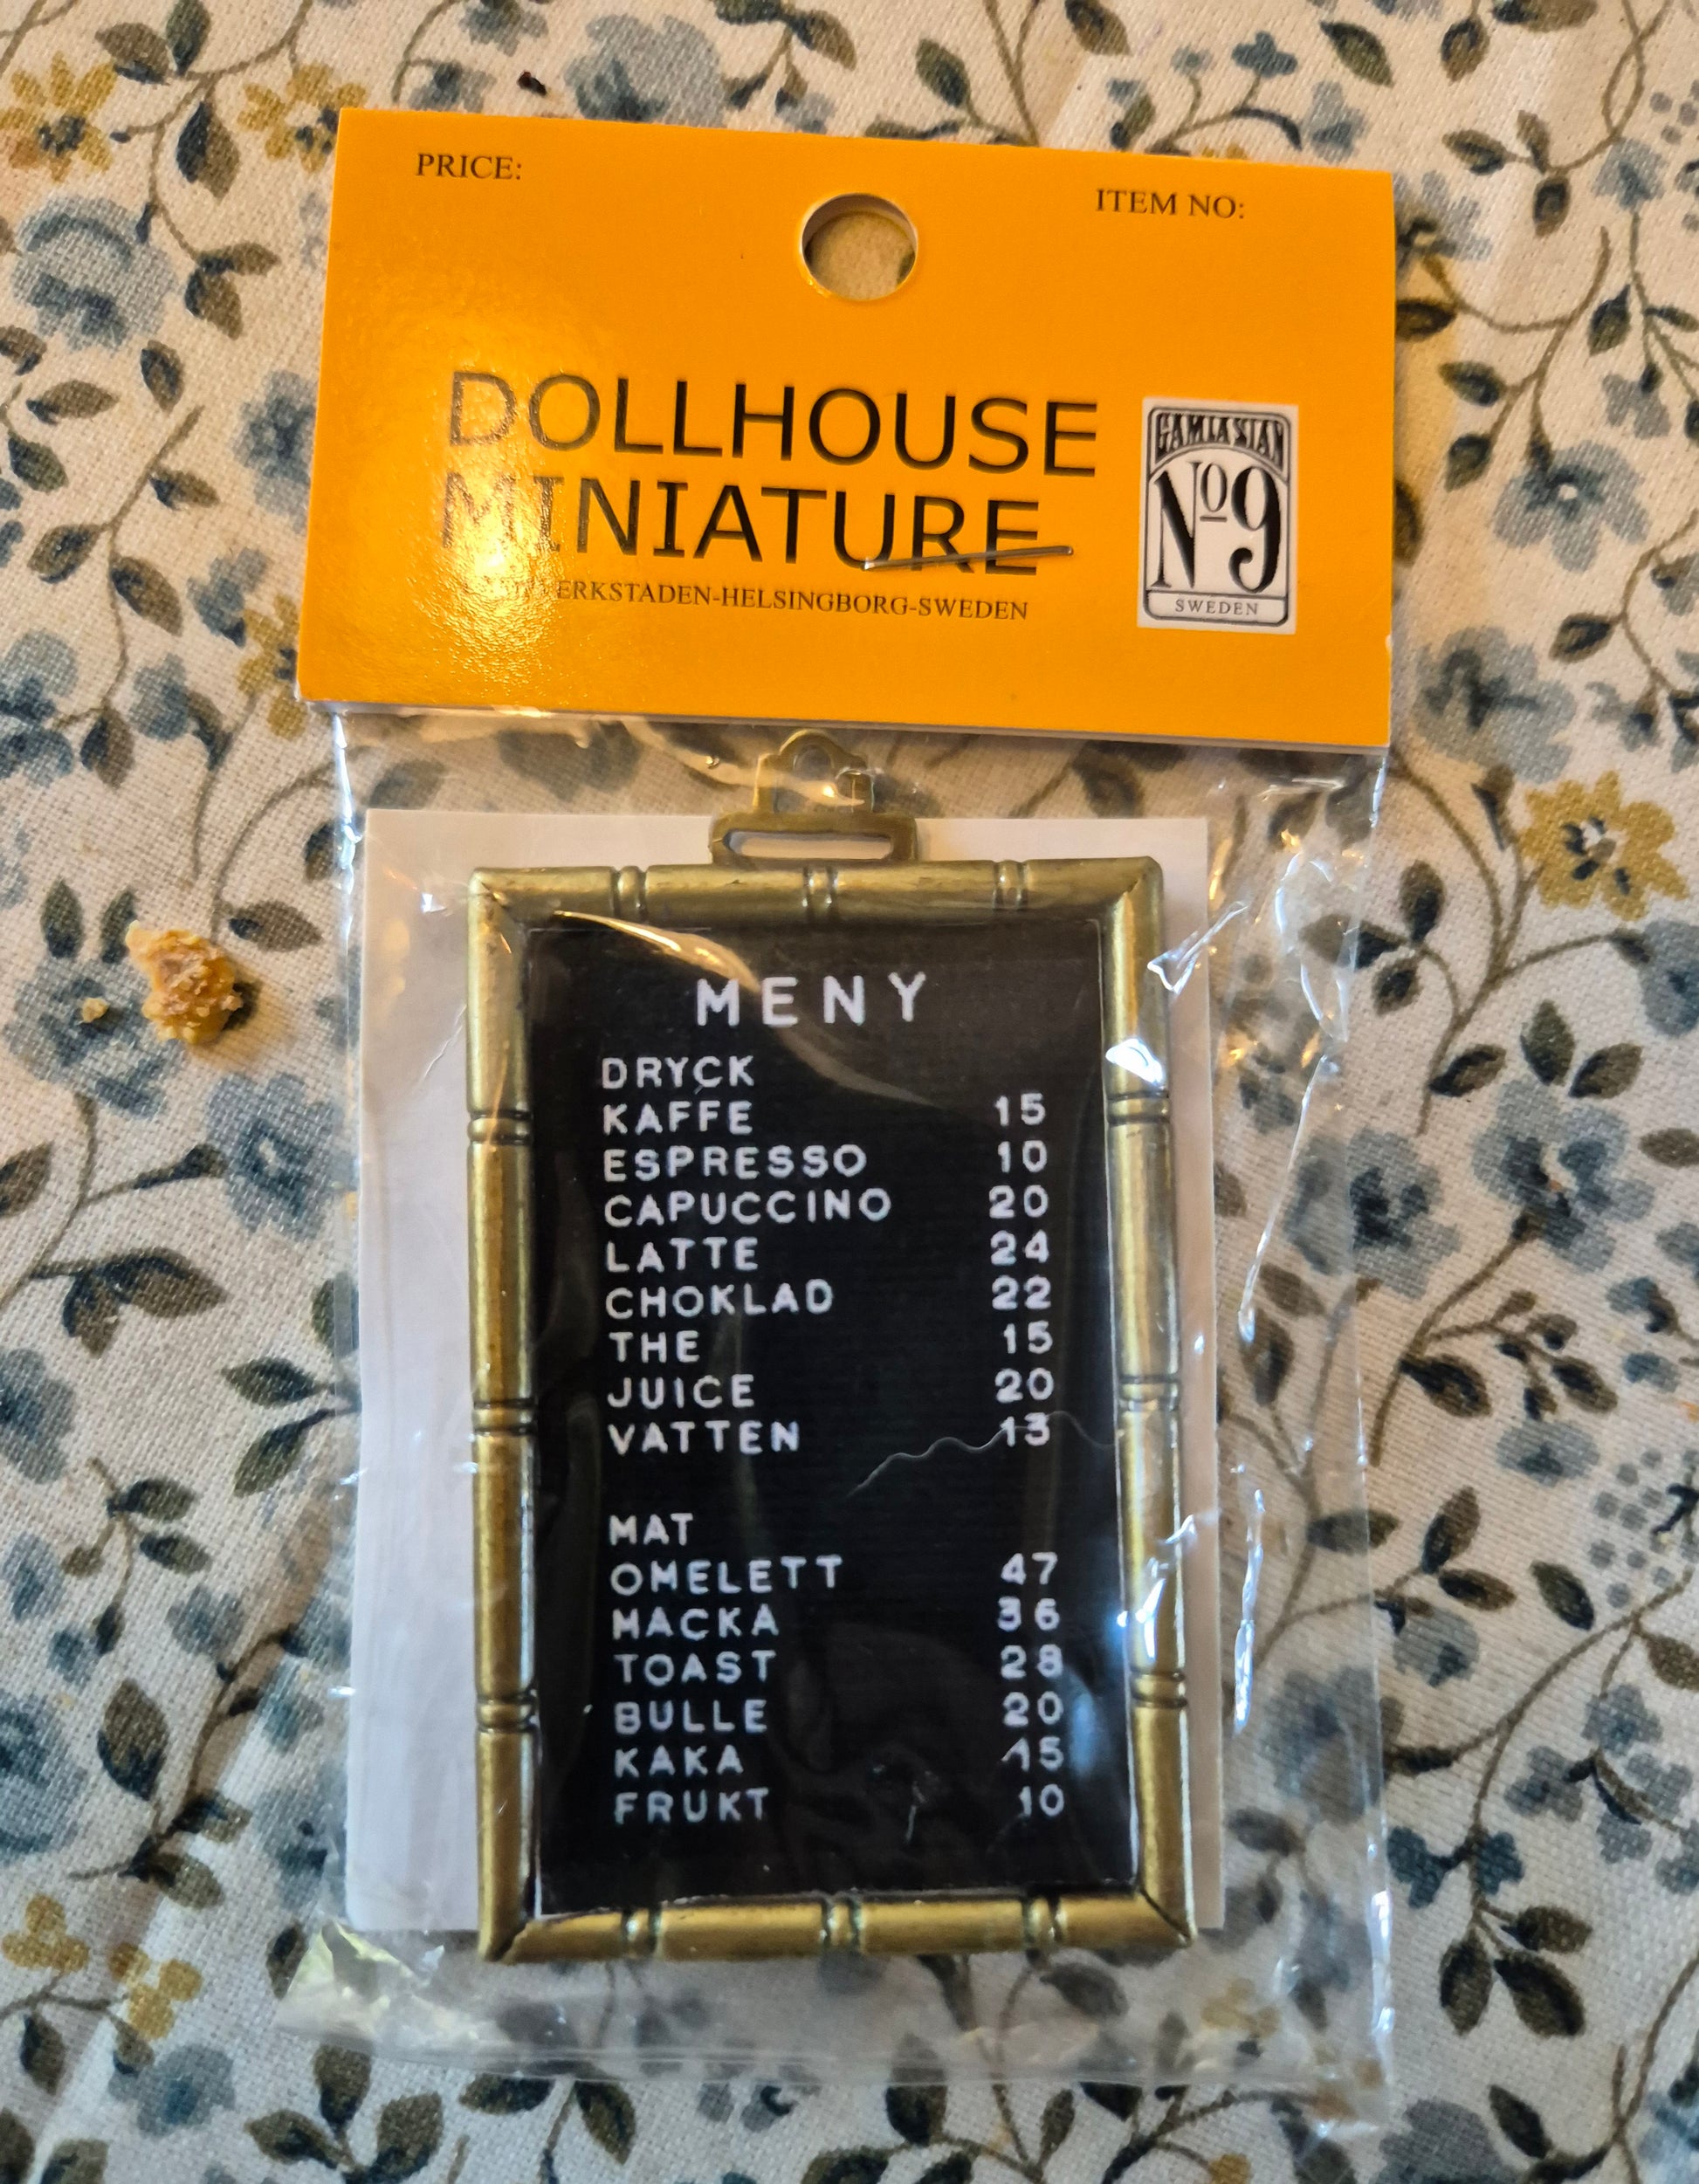 PRICE:
ITEM NO:
DOLLHOUSE
MINIATURE
ERKSTADEN-HELSINGBORG-SWEDEN
GAMLA STAN
No9
SWEDEN
MENY
DRYCK
KAFFE 15
ESPRESSO 10
CAPUCCINO 20
LATTE 24
CHOKLAD 22
THE 15
JUICE 20
VATTEN 13
MAT
OMELETT 47
MACKA 36
TOAST 28
BULLE 20
KAKA 15
FRUKT 10